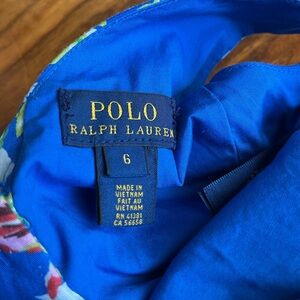 POLO
RALPH LAUREN
6
MADE IN
VIETNAM
FAIT AU
VIETNAM
RN 41381
CA 56658